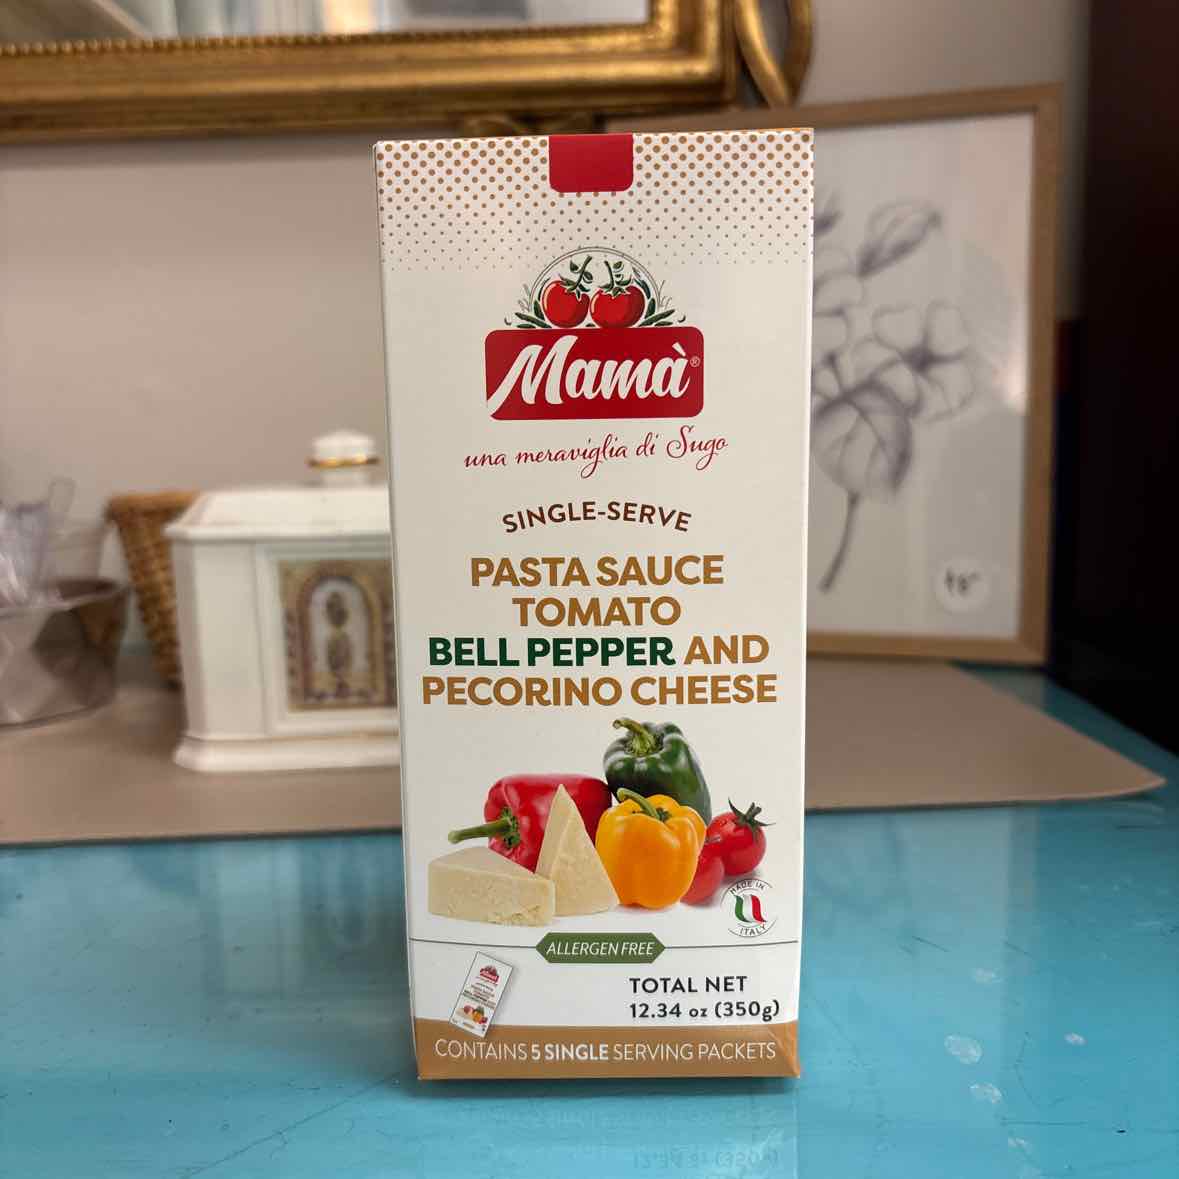 Mamà®
una meraviglia di Sugo
SINGLE-SERVE
PASTA SAUCE
TOMATO
BELL PEPPER AND
PECORINO CHEESE
MADE IN
ITALY
ALLERGEN FREE
TOTAL NET
12.34 oz (350g)
CONTAINS 5 SINGLE SERVING PACKETS